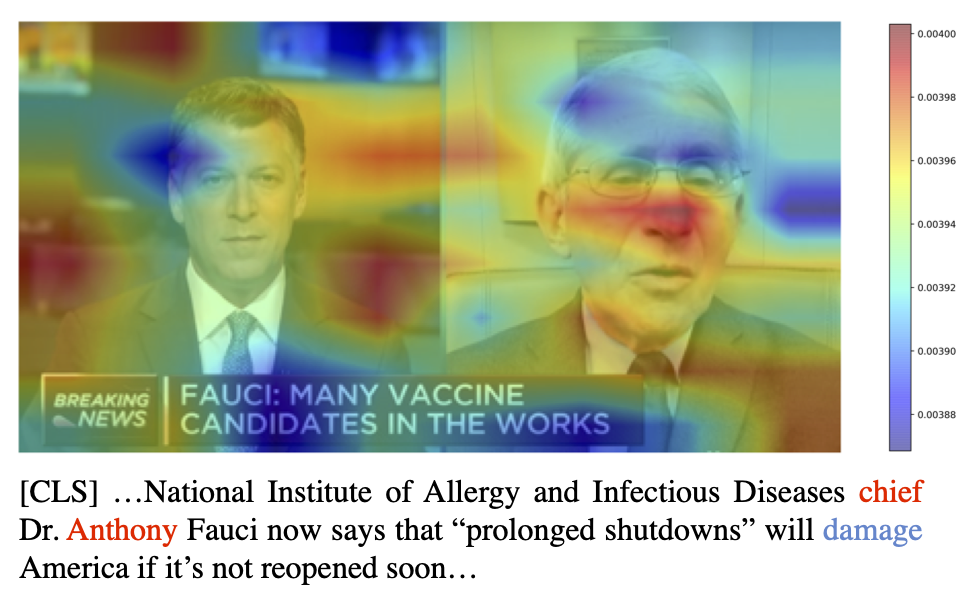 0.00400
0.00398
0.00396
0.00394
0.00392
0.00390
0.00388
BREAKING
NEWS
FAUCI: MANY VACCINE
CANDIDATES IN THE WORKS
[CLS] …National Institute of Allergy and Infectious Diseases chief
Dr. Anthony Fauci now says that “prolonged shutdowns” will damage
America if it’s not reopened soon…